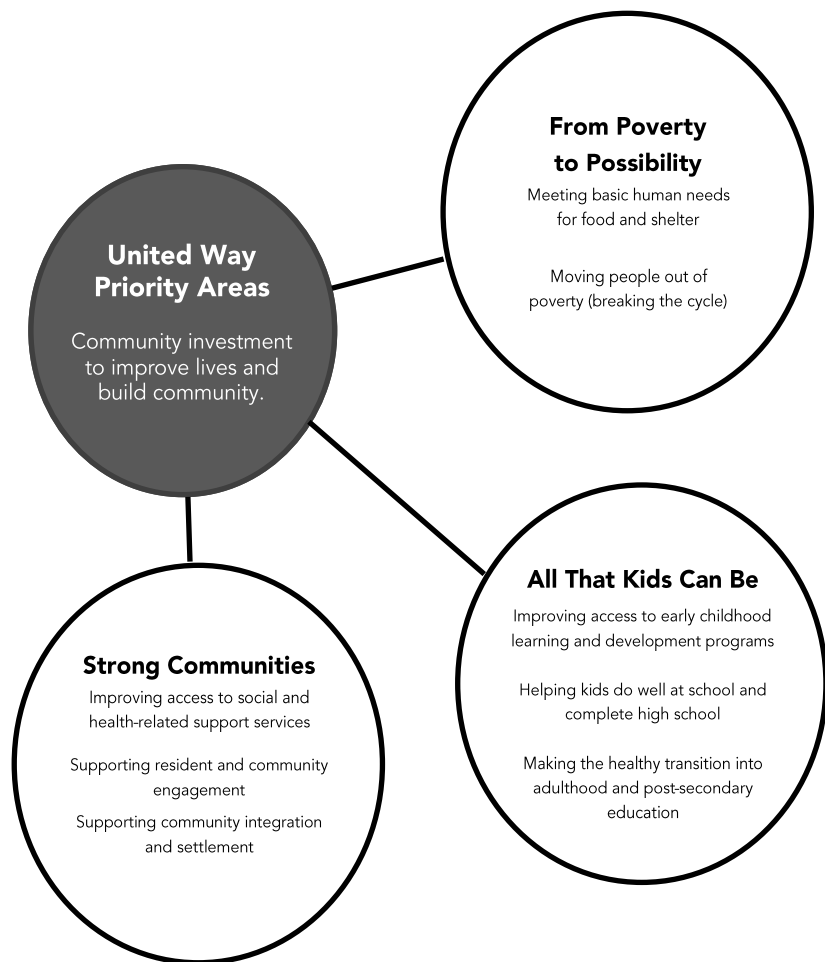 United Way
Priority Areas
Community investment
to improve lives and
build community.
From Poverty
to Possibility
Meeting basic human needs
for food and shelter
Moving people out of
poverty (breaking the cycle)
All That Kids Can Be
Improving access to early childhood
learning and development programs
Helping kids do well at school and
complete high school
Making the healthy transition into
adulthood and post-secondary
education
Strong Communities
Improving access to social and
health-related support services
Supporting resident and community
engagement
Supporting community integration
and settlement